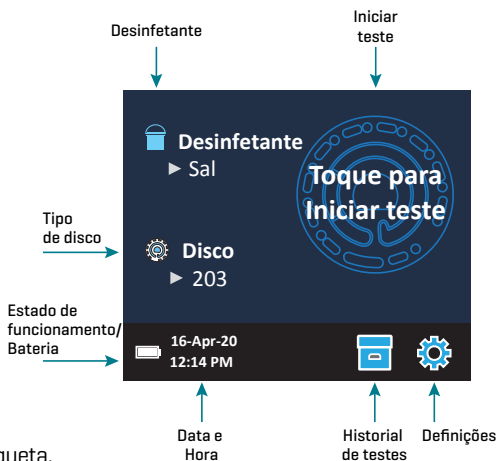 Desinfetante
Iniciar
teste
Desinfetante
► Sal
Toque para
Iniciar teste
Tipo
de disco
Disco
► 203
Estado de
funcionamento/
Bateria
16-Apr-20
12:14 PM
Data e
Hora
Historial
de testes
Definições